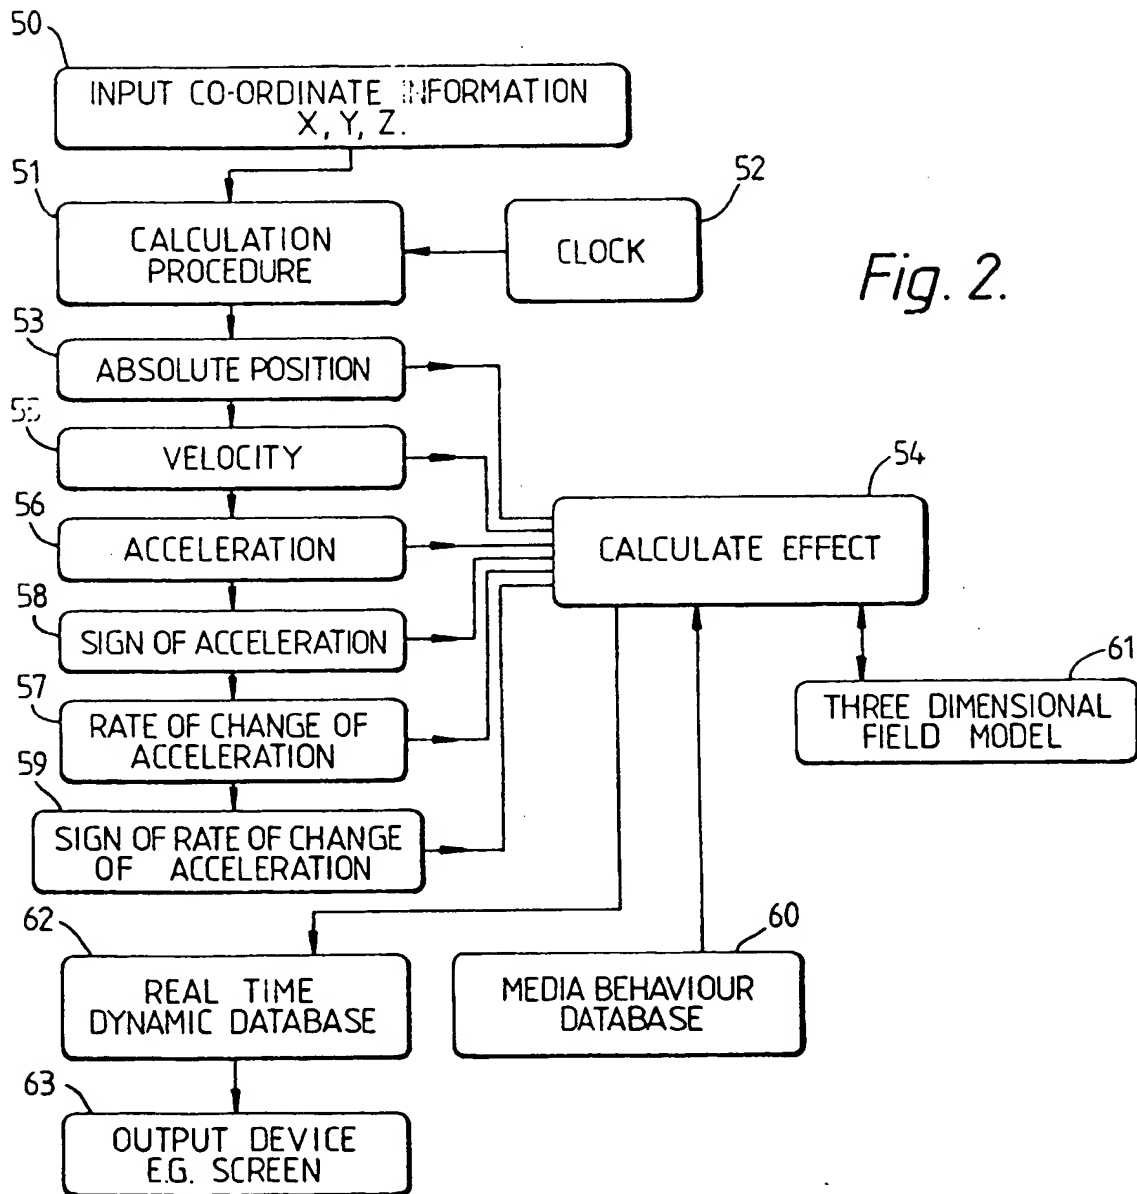 50
INPUT CO-ORDINATE INFORMATION
X, Y, Z.
51
CALCULATION
PROCEDURE
52
CLOCK
Fig. 2.
53
ABSOLUTE POSITION
55
VELOCITY
54
CALCULATE EFFECT
56
ACCELERATION
58
SIGN OF ACCELERATION
57
RATE OF CHANGE OF
ACCELERATION
61
THREE DIMENSIONAL
FIELD MODEL
59
SIGN OF RATE OF CHANGE
OF ACCELERATION
62
REAL TIME
DYNAMIC DATABASE
60
MEDIA BEHAVIOUR
DATABASE
63
OUTPUT DEVICE
E.G. SCREEN